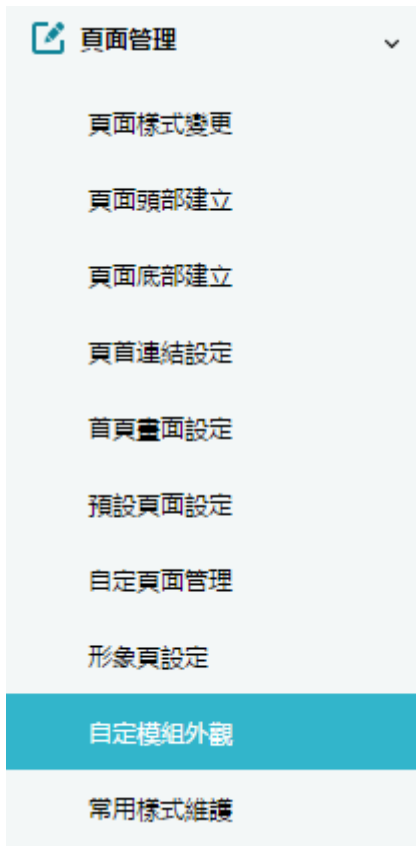 頁面管理
頁面樣式變更
頁面頭部建立
頁面底部建立
頁首連結設定
首頁畫面設定
預設頁面設定
自定頁面管理
形象頁設定
自定模組外觀
常用樣式維護